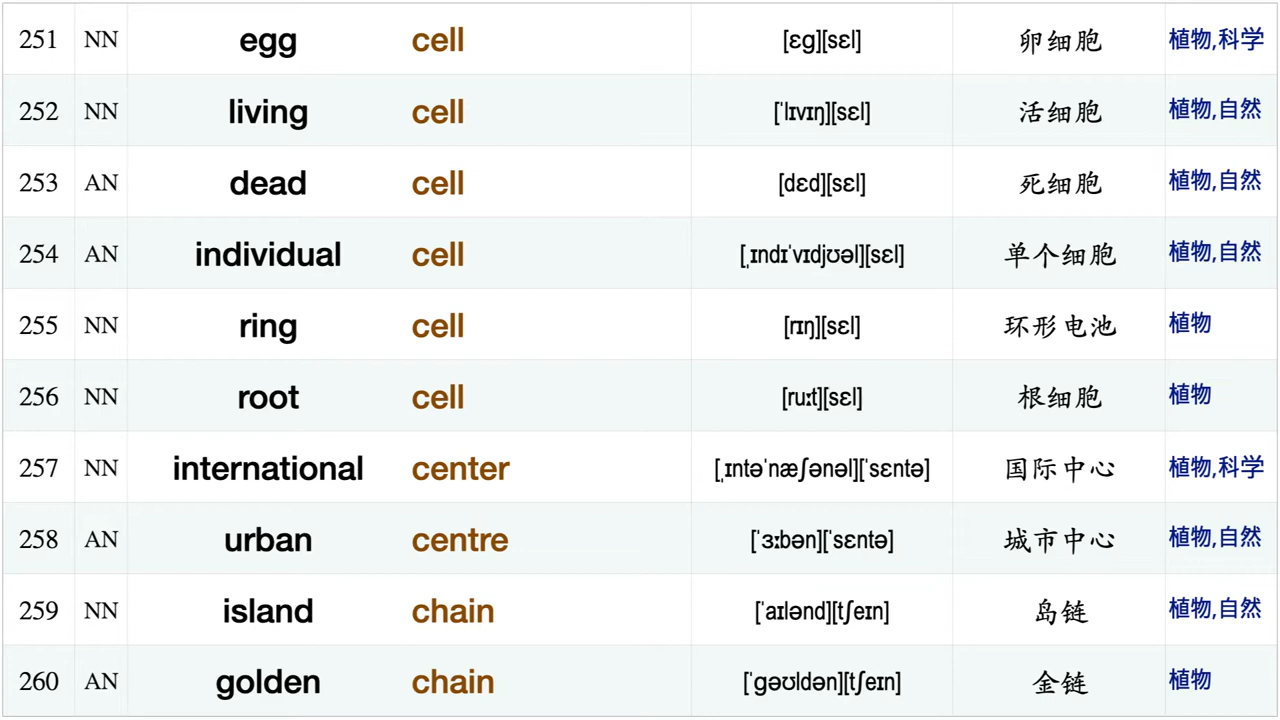 251 NN egg cell [ɛg][sɛl] 卵细胞 植物,科学
252 NN living cell [ˈlɪvɪŋ][sɛl] 活细胞 植物,自然
253 AN dead cell [dɛd][sɛl] 死细胞 植物,自然
254 AN individual cell [ˌɪndɪˈvɪdjʊəl][sɛl] 单个细胞 植物,自然
255 NN ring cell [rɪŋ][sɛl] 环形电池 植物
256 NN root cell [ruːt][sɛl] 根细胞 植物
257 NN international center [ˌɪntəˈnæʃənəl][ˈsɛntə] 国际中心 植物,科学
258 AN urban centre [ˈɜːbən][ˈsɛntə] 城市中心 植物,自然
259 NN island chain [ˈaɪlənd][tʃeɪn] 岛链 植物,自然
260 AN golden chain [ˈgəʊldən][tʃeɪn] 金链 植物